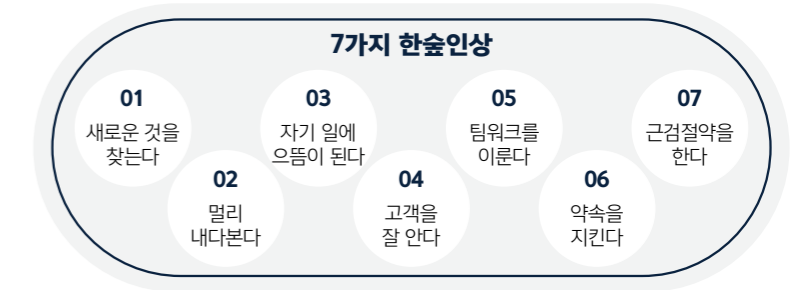 7가지 한숲인상
01
새로운 것을
찾는다
02
멀리
내다본다
03
자기 일에
으뜸이 된다
04
고객을
잘 안다
05
팀워크를
이룬다
06
약속을
지킨다
07
근검절약을
한다